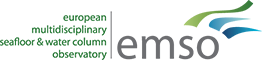 european
multidisciplinary
seafloor & water column
observatory
emso